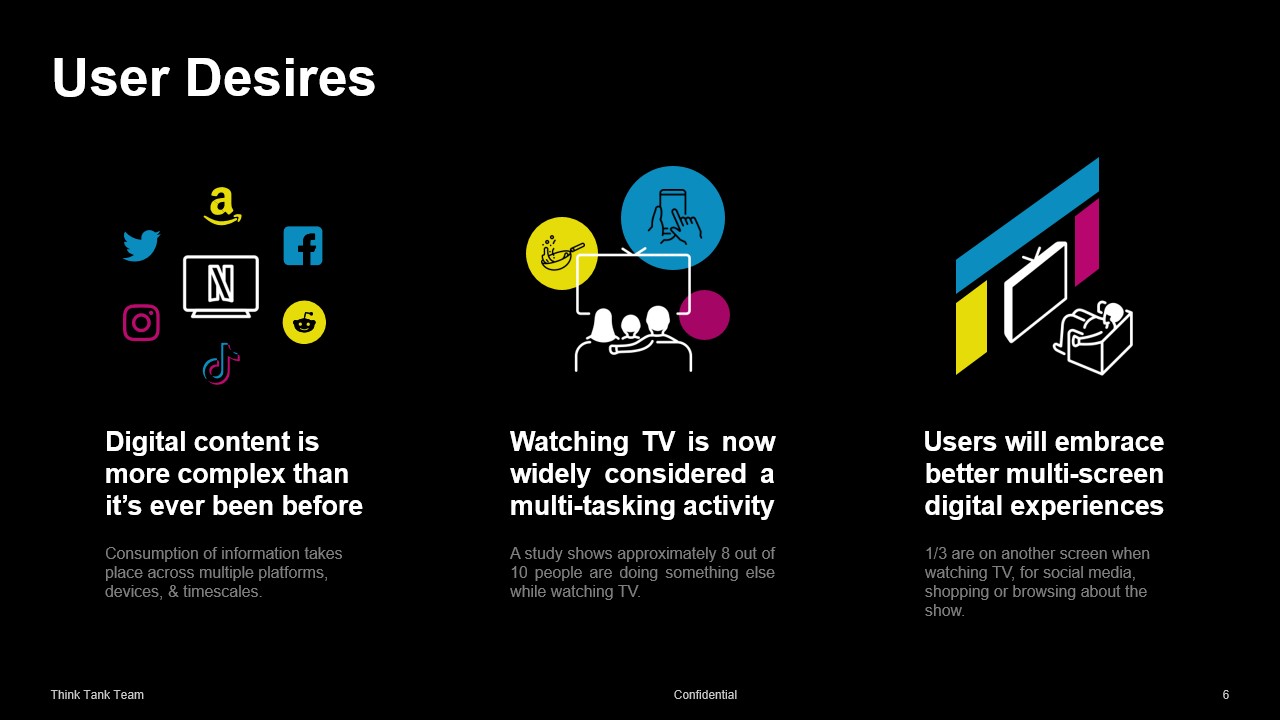 User Desires
Digital content is
more complex than
it’s ever been before
Consumption of information takes
place across multiple platforms,
devices, & timescales.
Watching TV is now
widely considered a
multi-tasking activity
A study shows approximately 8 out of
10 people are doing something else
while watching TV.
Users will embrace
better multi-screen
digital experiences
1/3 are on another screen when
watching TV, for social media,
shopping or browsing about the
show.
Think Tank Team
Confidential
6